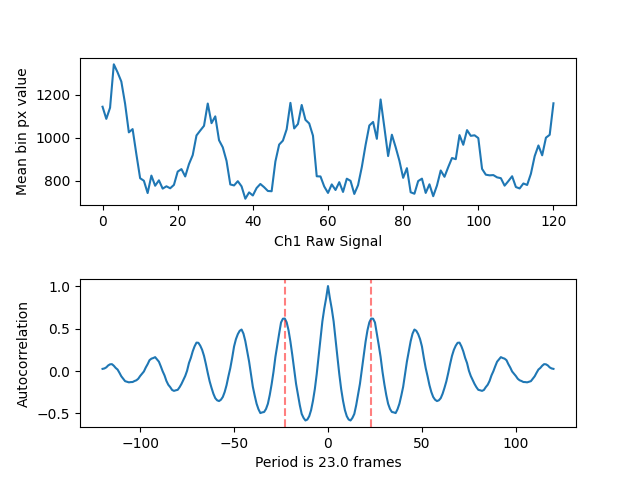 1200
1000
800
Mean bin px value
0 20 40 60 80 100 120
Ch1 Raw Signal
1.0
0.5
0.0
−0.5
Autocorrelation
−100 −50 0 50 100
Period is 23.0 frames